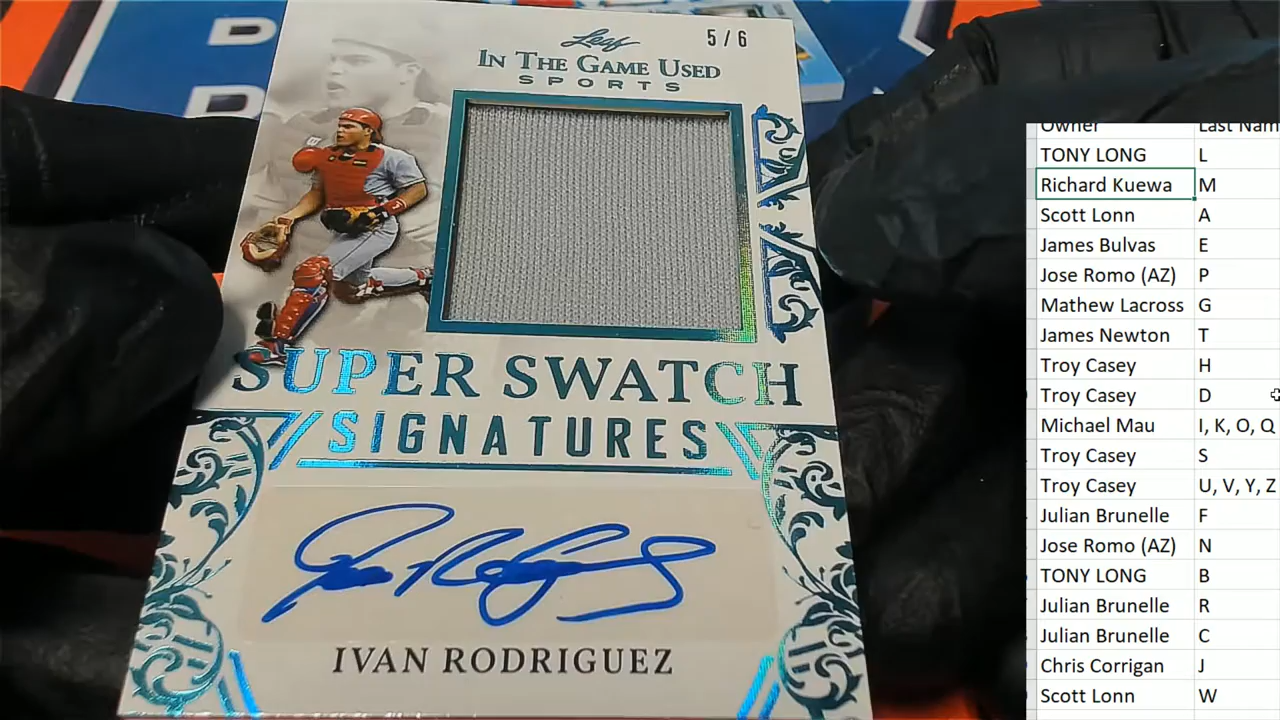 Leaf
5/6
IN THE GAME USED
SPORTS
SUPER SWATCH
SIGNATURES
IVAN RODRIGUEZ
Owner Last Nam
TONY LONG L
Richard Kuewa M
Scott Lonn A
James Bulvas E
Jose Romo (AZ) P
Mathew Lacross G
James Newton T
Troy Casey H
Troy Casey D
Michael Mau I, K, O, Q
Troy Casey S
Troy Casey U, V, Y, Z
Julian Brunelle F
Jose Romo (AZ) N
TONY LONG B
Julian Brunelle R
Julian Brunelle C
Chris Corrigan J
Scott Lonn W